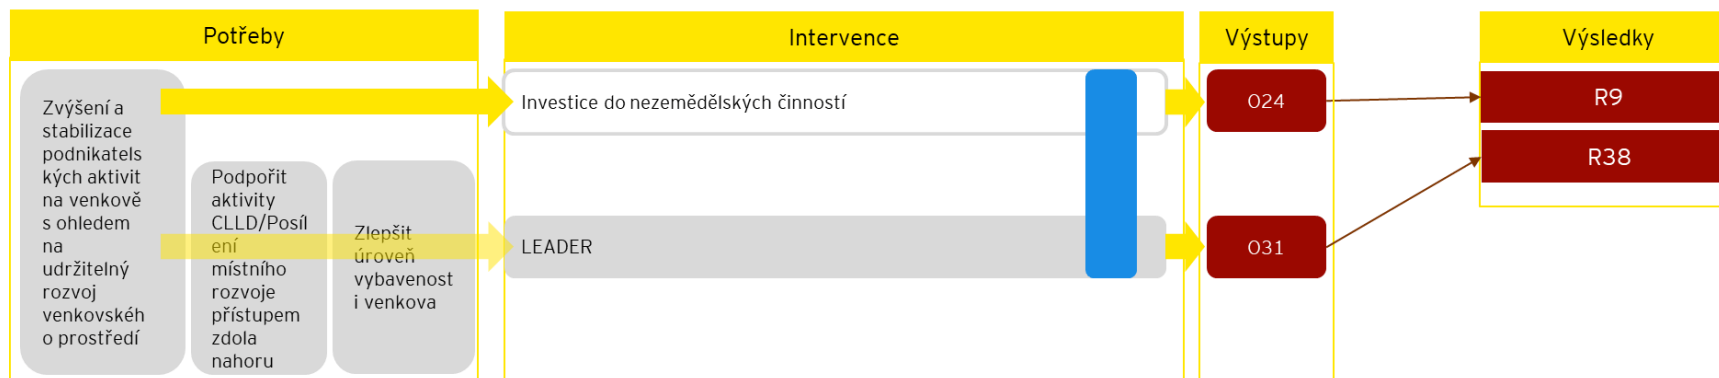 Potřeby
Intervence
Výstupy
Výsledky
Zvýšení a
stabilizace
podnikatels
kých aktivit
na venkově
s ohledem
na
udržitelný
rozvoj
venkovskéh
o prostředí
Podpořit
aktivity
CLLD/Posíl
ení
místního
rozvoje
přístupem
zdola
nahoru
Zlepšit
úroveň
vybavenost
i venkova
Investice do nezemědělských činností
LEADER
O24
O31
R9
R38